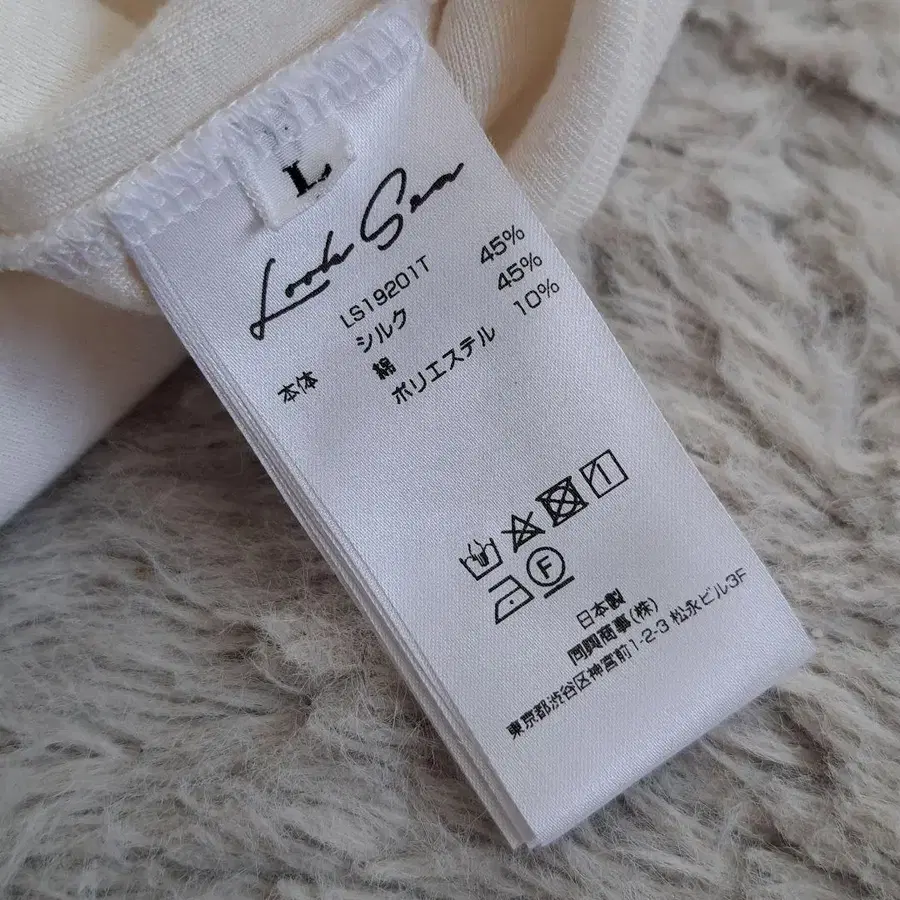 L
Look Sea
LS19201T
本体 シルク 45%
綿 45%
ポリエステル 10%
F
日本製
同興商事(株)
東京都渋谷区神宮前1-2-3 松永ビル3F